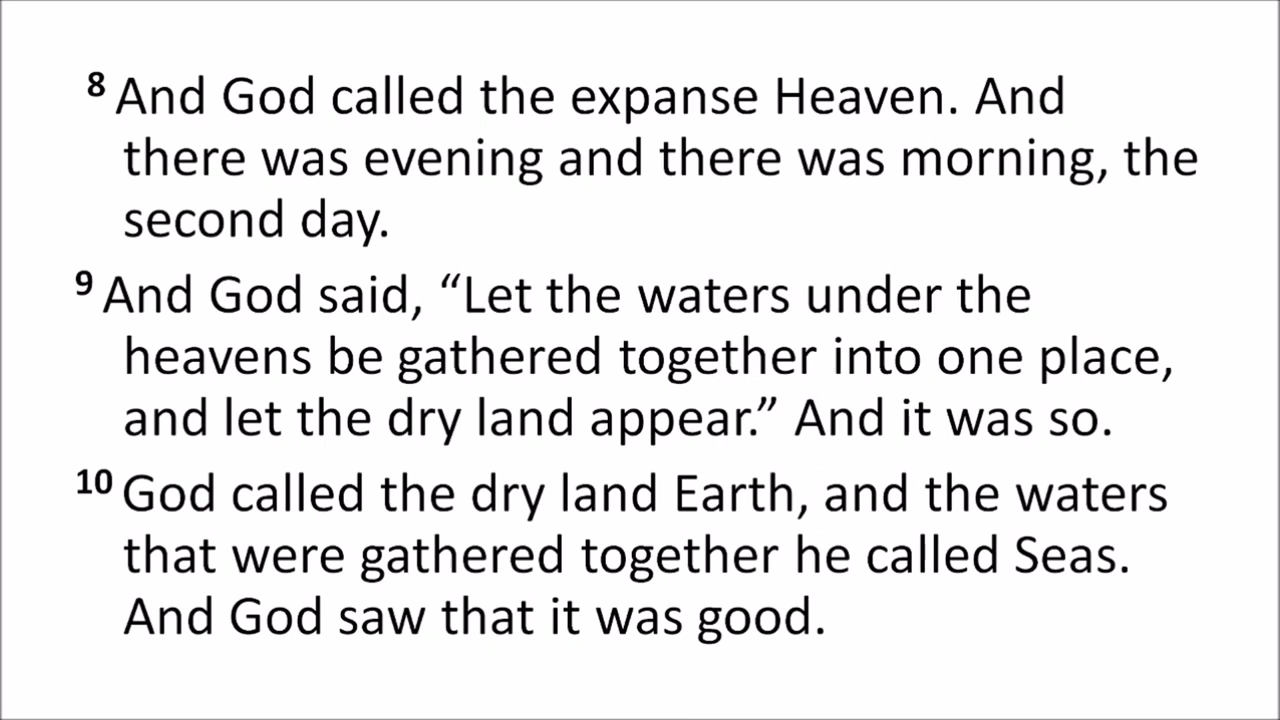 8 And God called the expanse Heaven. And
there was evening and there was morning, the
second day.
9 And God said, “Let the waters under the
heavens be gathered together into one place,
and let the dry land appear.” And it was so.
10 God called the dry land Earth, and the waters
that were gathered together he called Seas.
And God saw that it was good.